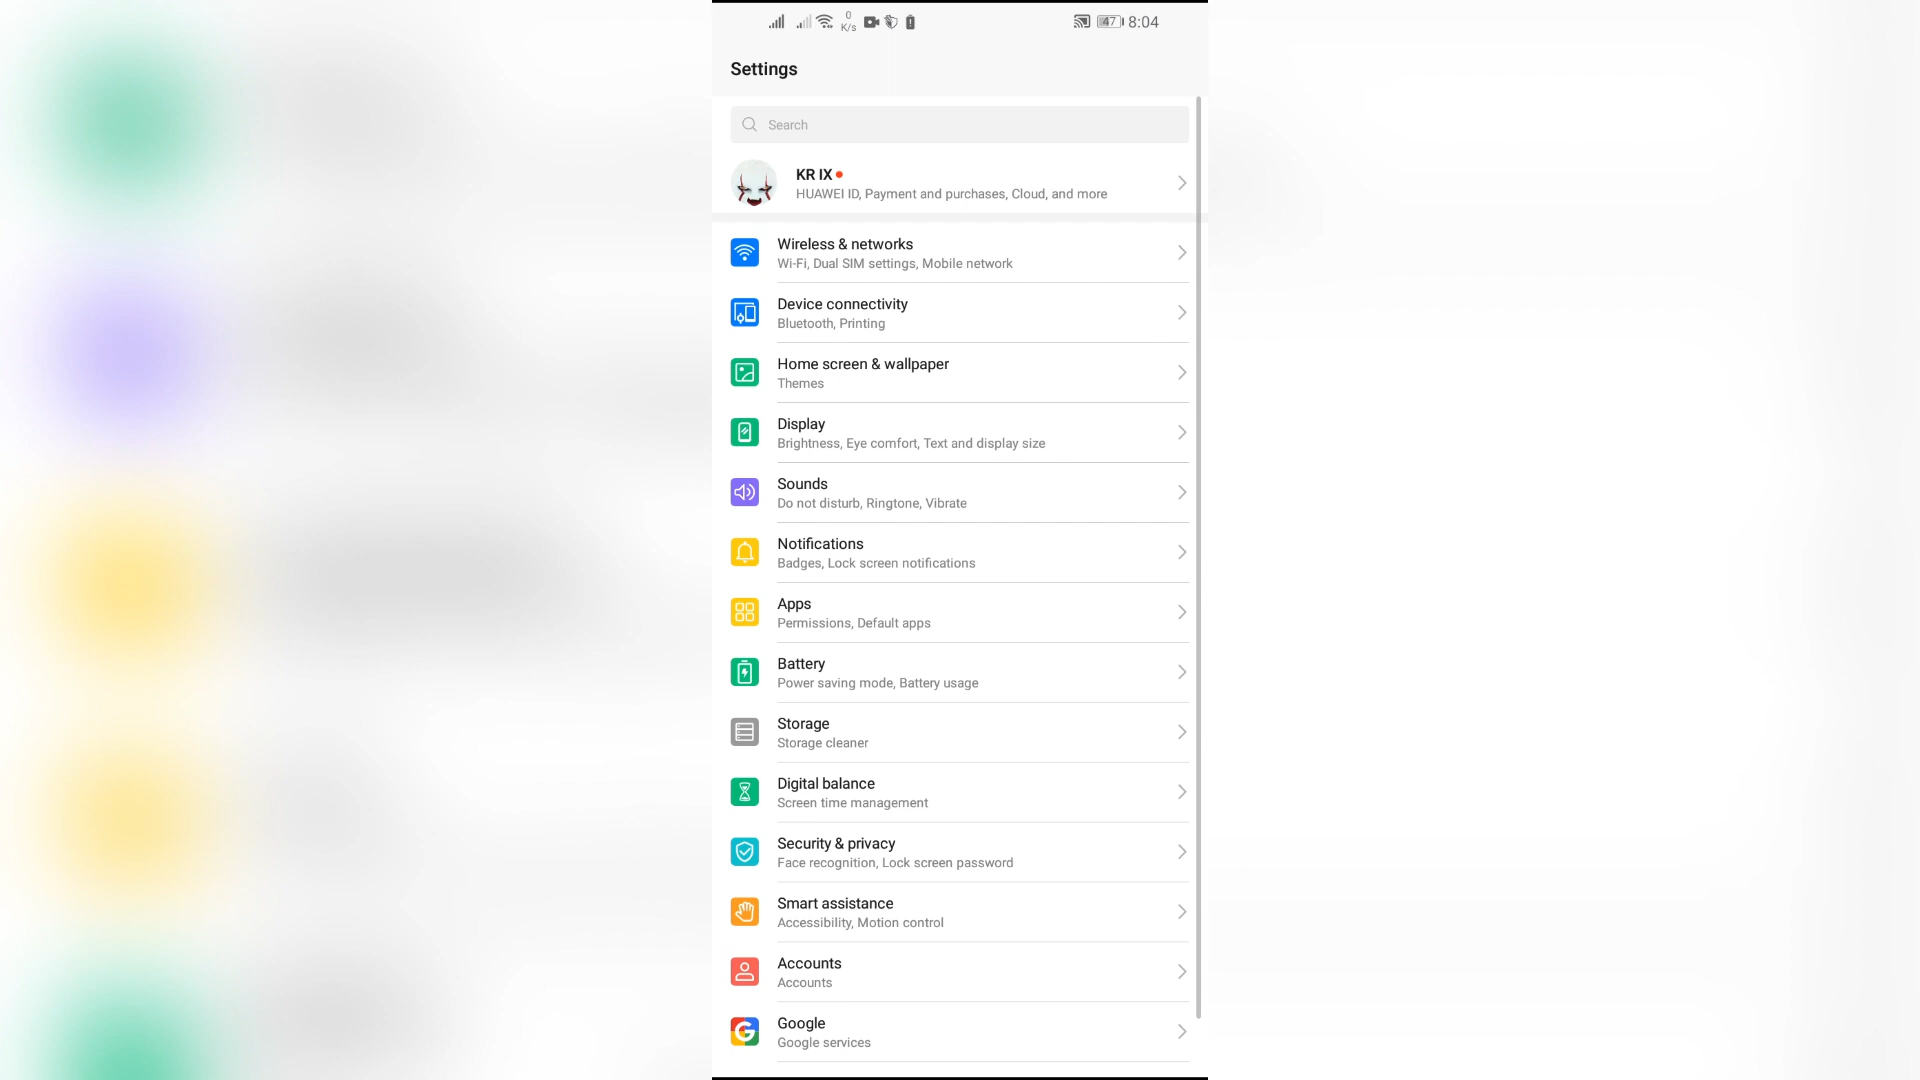 0
K/s
47 8:04
Settings
Search
KR IX
HUAWEI ID, Payment and purchases, Cloud, and more
Wireless & networks
Wi-Fi, Dual SIM settings, Mobile network
Device connectivity
Bluetooth, Printing
Home screen & wallpaper
Themes
Display
Brightness, Eye comfort, Text and display size
Sounds
Do not disturb, Ringtone, Vibrate
Notifications
Badges, Lock screen notifications
Apps
Permissions, Default apps
Battery
Power saving mode, Battery usage
Storage
Storage cleaner
Digital balance
Screen time management
Security & privacy
Face recognition, Lock screen password
Smart assistance
Accessibility, Motion control
Accounts
Accounts
Google
Google services